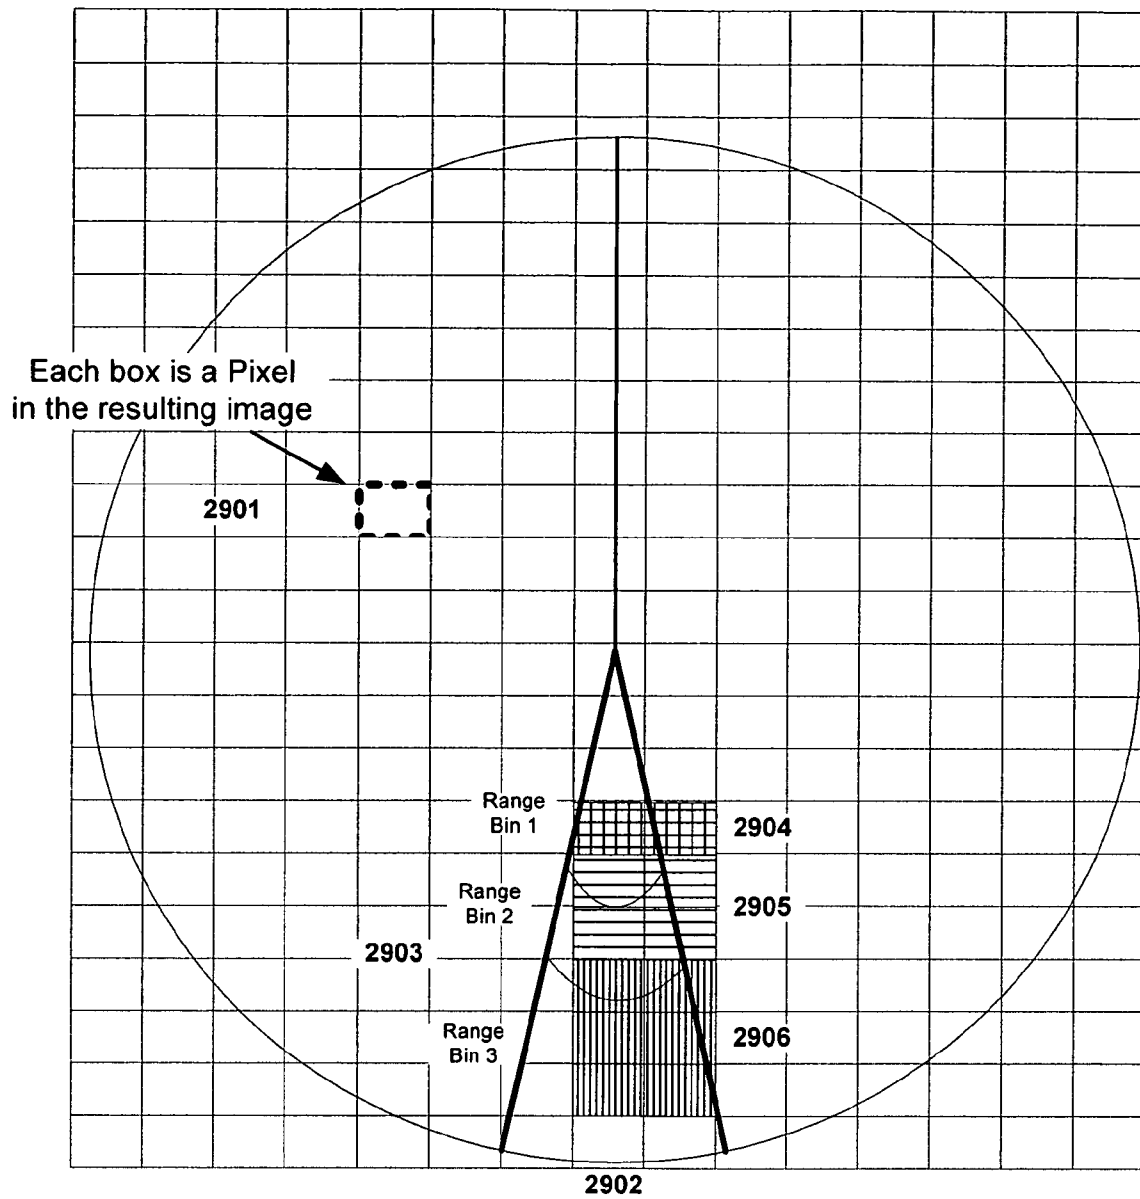 Each box is a Pixel
in the resulting image
2901
Range
Bin 1
2904
Range
Bin 2
2905
2903
Range
Bin 3
2906
2902